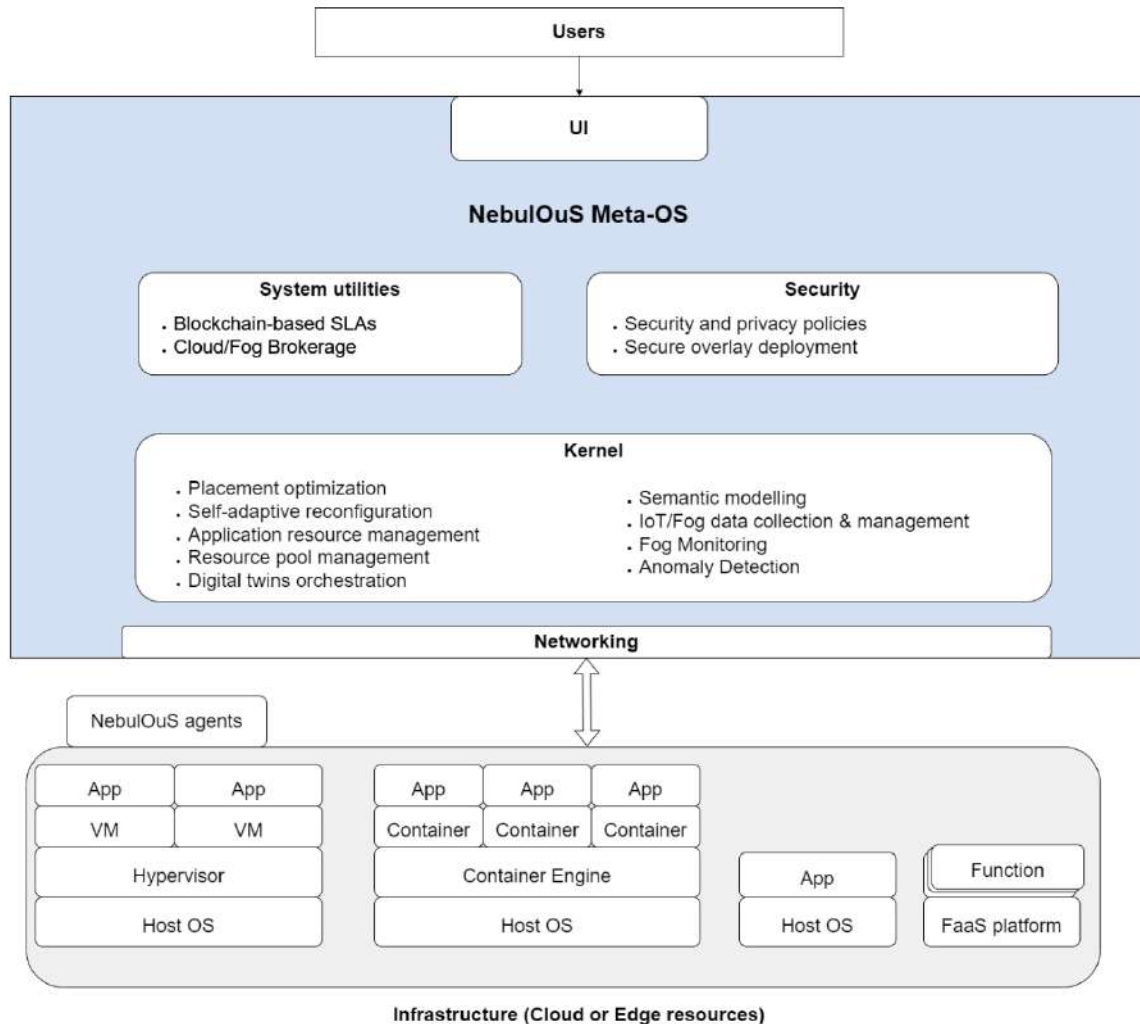 Users
UI
NebulOuS Meta-OS
System utilities
• Blockchain-based SLAs
• Cloud/Fog Brokerage
Security
• Security and privacy policies
• Secure overlay deployment
Kernel
• Placement optimization
• Self-adaptive reconfiguration
• Application resource management
• Resource pool management
• Digital twins orchestration
• Semantic modelling
• IoT/Fog data collection & management
• Fog Monitoring
• Anomaly Detection
Networking
NebulOuS agents
App App
VM VM
Hypervisor
Host OS
App App App
Container Container Container
Container Engine
Host OS
App
Host OS
Function
FaaS platform
Infrastructure (Cloud or Edge resources)